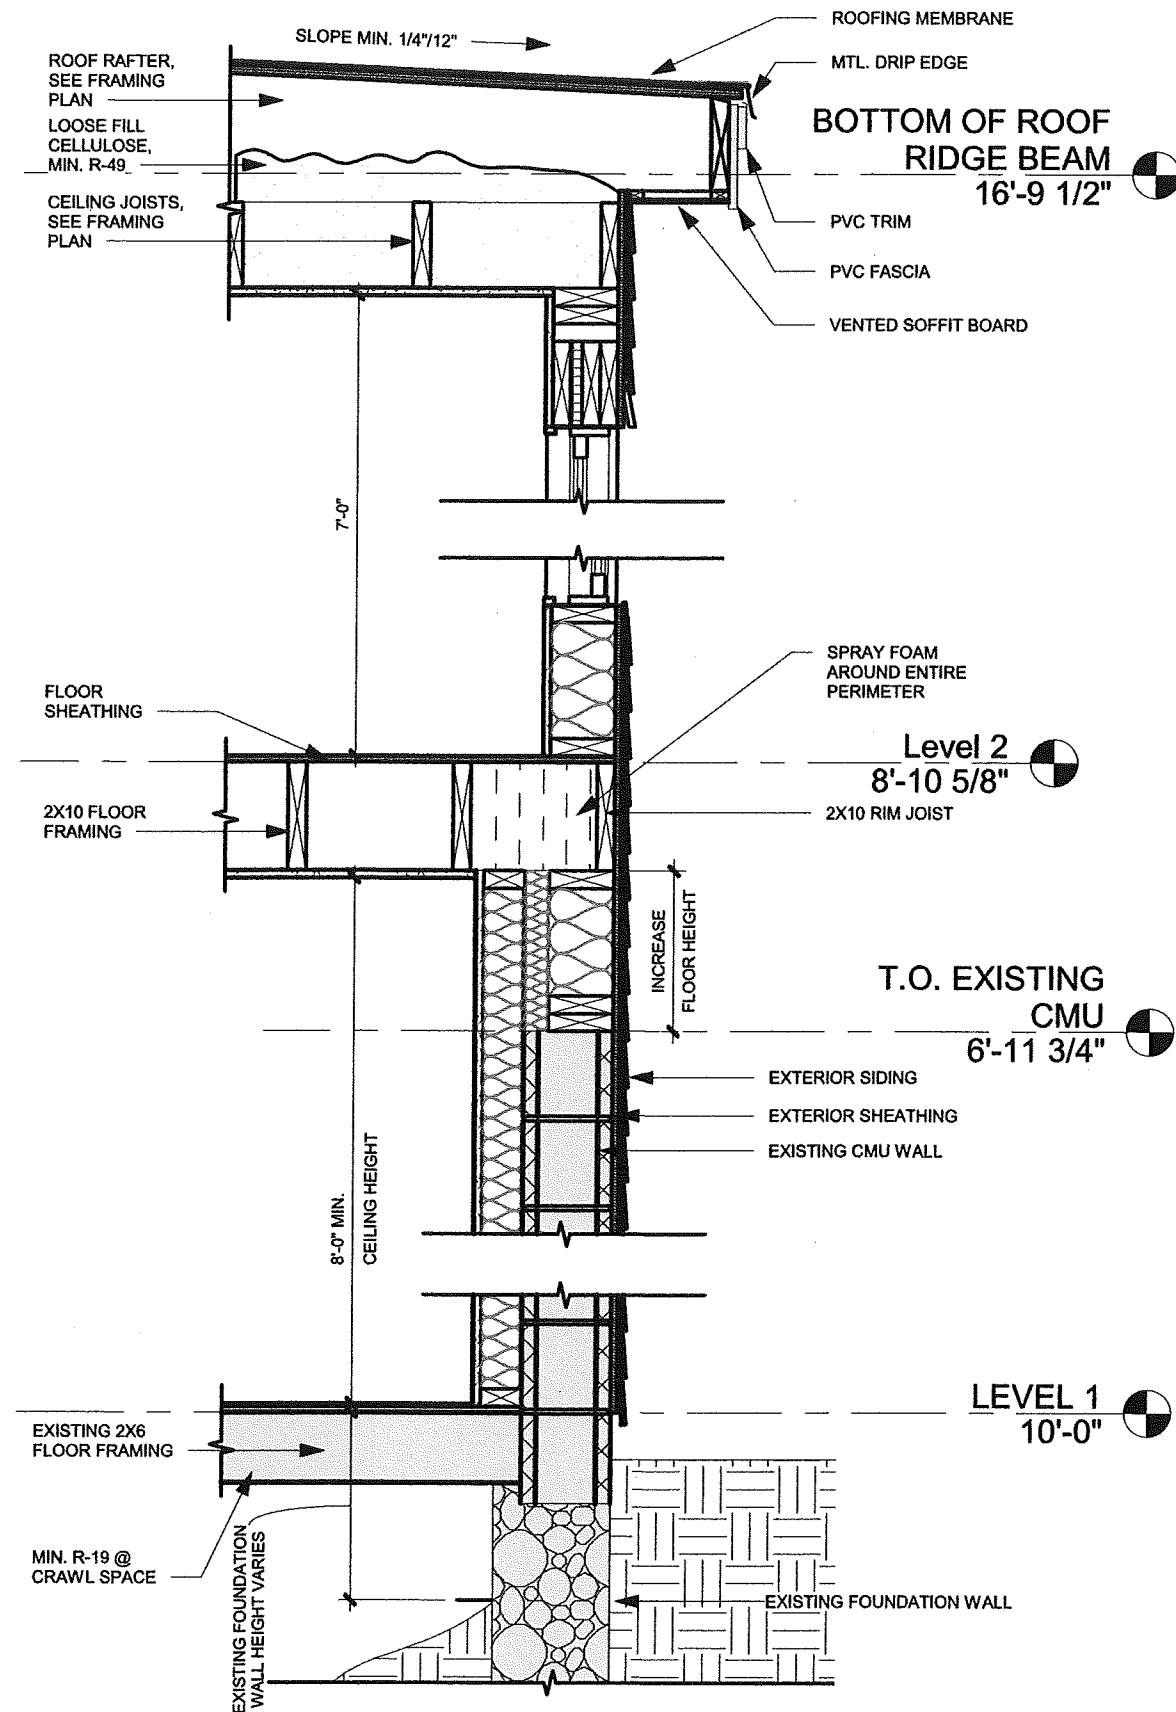 SLOPE MIN. 1/4"/12"
ROOFING MEMBRANE
MTL. DRIP EDGE
ROOF RAFTER,
SEE FRAMING
PLAN
LOOSE FILL
CELLULOSE,
MIN. R-49
CEILING JOISTS,
SEE FRAMING
PLAN
BOTTOM OF ROOF
RIDGE BEAM
16'-9 1/2"
PVC TRIM
PVC FASCIA
VENTED SOFFIT BOARD
7'-0"
SPRAY FOAM
AROUND ENTIRE
PERIMETER
FLOOR
SHEATHING
Level 2
8'-10 5/8"
2X10 FLOOR
FRAMING
2X10 RIM JOIST
INCREASE
FLOOR HEIGHT
T.O. EXISTING
CMU
6'-11 3/4"
EXTERIOR SIDING
EXTERIOR SHEATHING
EXISTING CMU WALL
8'-0" MIN.
CEILING HEIGHT
LEVEL 1
10'-0"
EXISTING 2X6
FLOOR FRAMING
MIN. R-19 @
CRAWL SPACE
EXISTING FOUNDATION
WALL HEIGHT VARIES
EXISTING FOUNDATION WALL